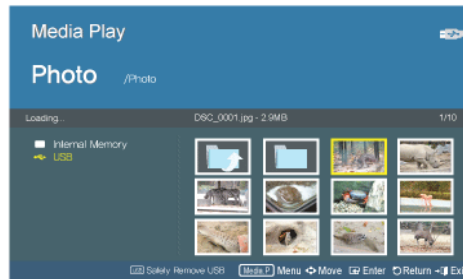 Media Play
Photo /Photo
Loading... DSC_0001.jpg - 2.9MB 1/10
Internal Memory
USB
Safely Remove USB Media.P Menu Move Enter Return Exit